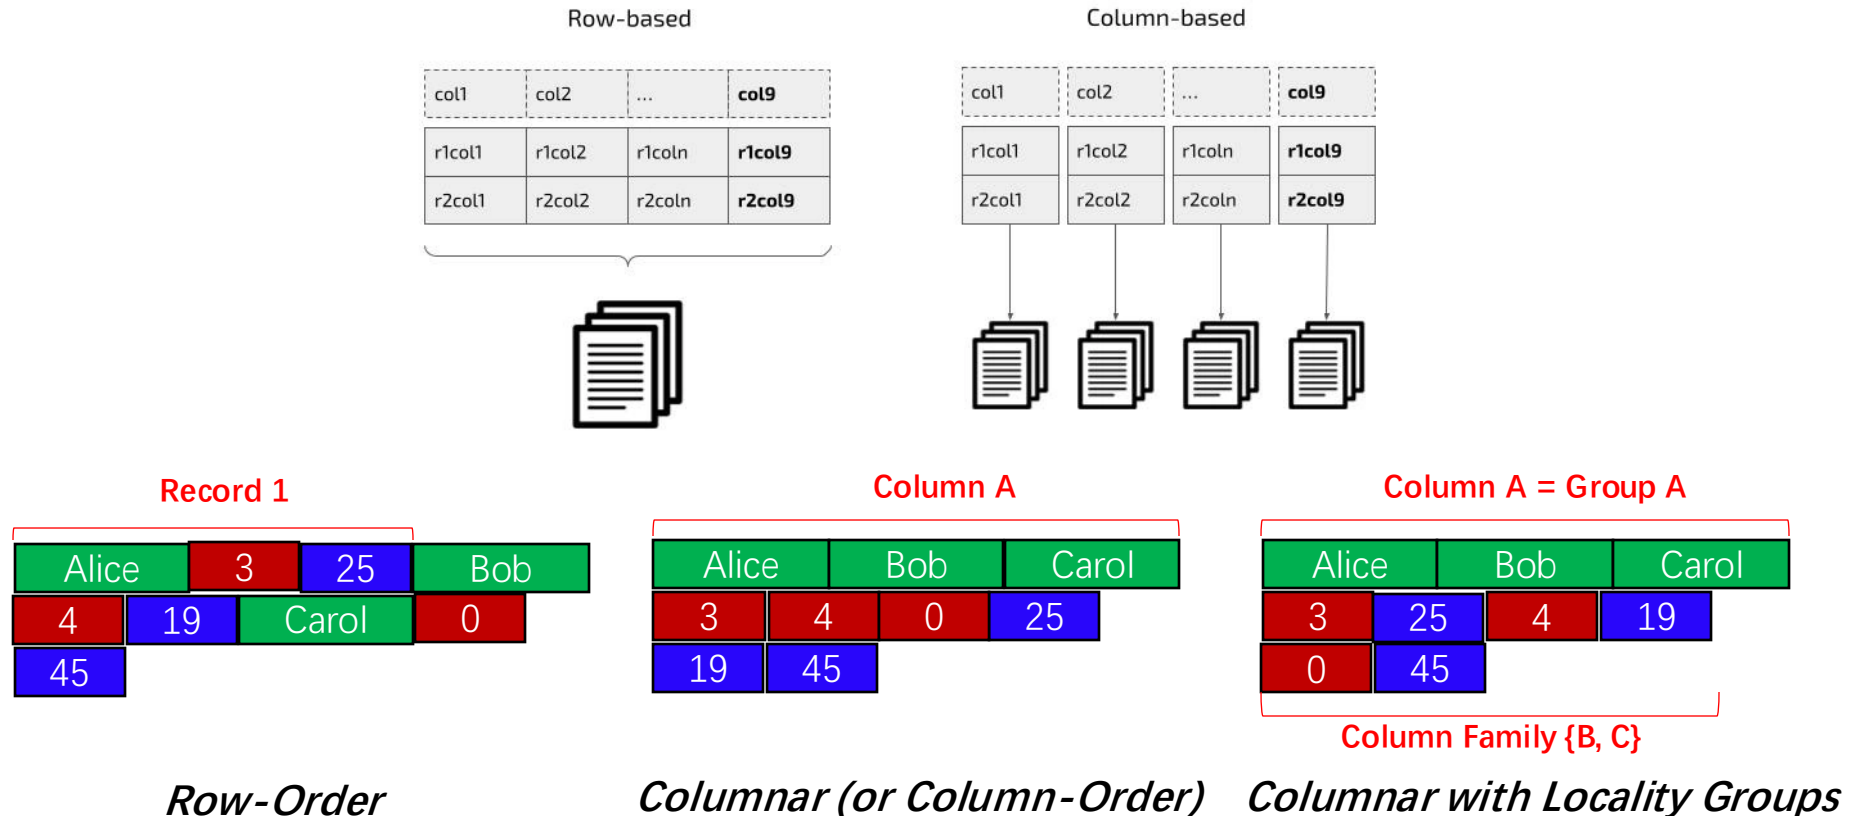 Row-based
Column-based
col1 col2 ... col9
r1col1 r1col2 r1coln r1col9
r2col1 r2col2 r2coln r2col9
col1 col2 ... col9
r1col1 r1col2 r1coln r1col9
r2col1 r2col2 r2coln r2col9
Record 1
Alice 3 25 Bob
4 19 Carol 0
45
Row-Order
Column A
Alice Bob Carol
3 4 0 25
19 45
Columnar (or Column-Order)
Column A = Group A
Alice Bob Carol
3 25 4 19
0 45
Column Family {B, C}
Columnar with Locality Groups